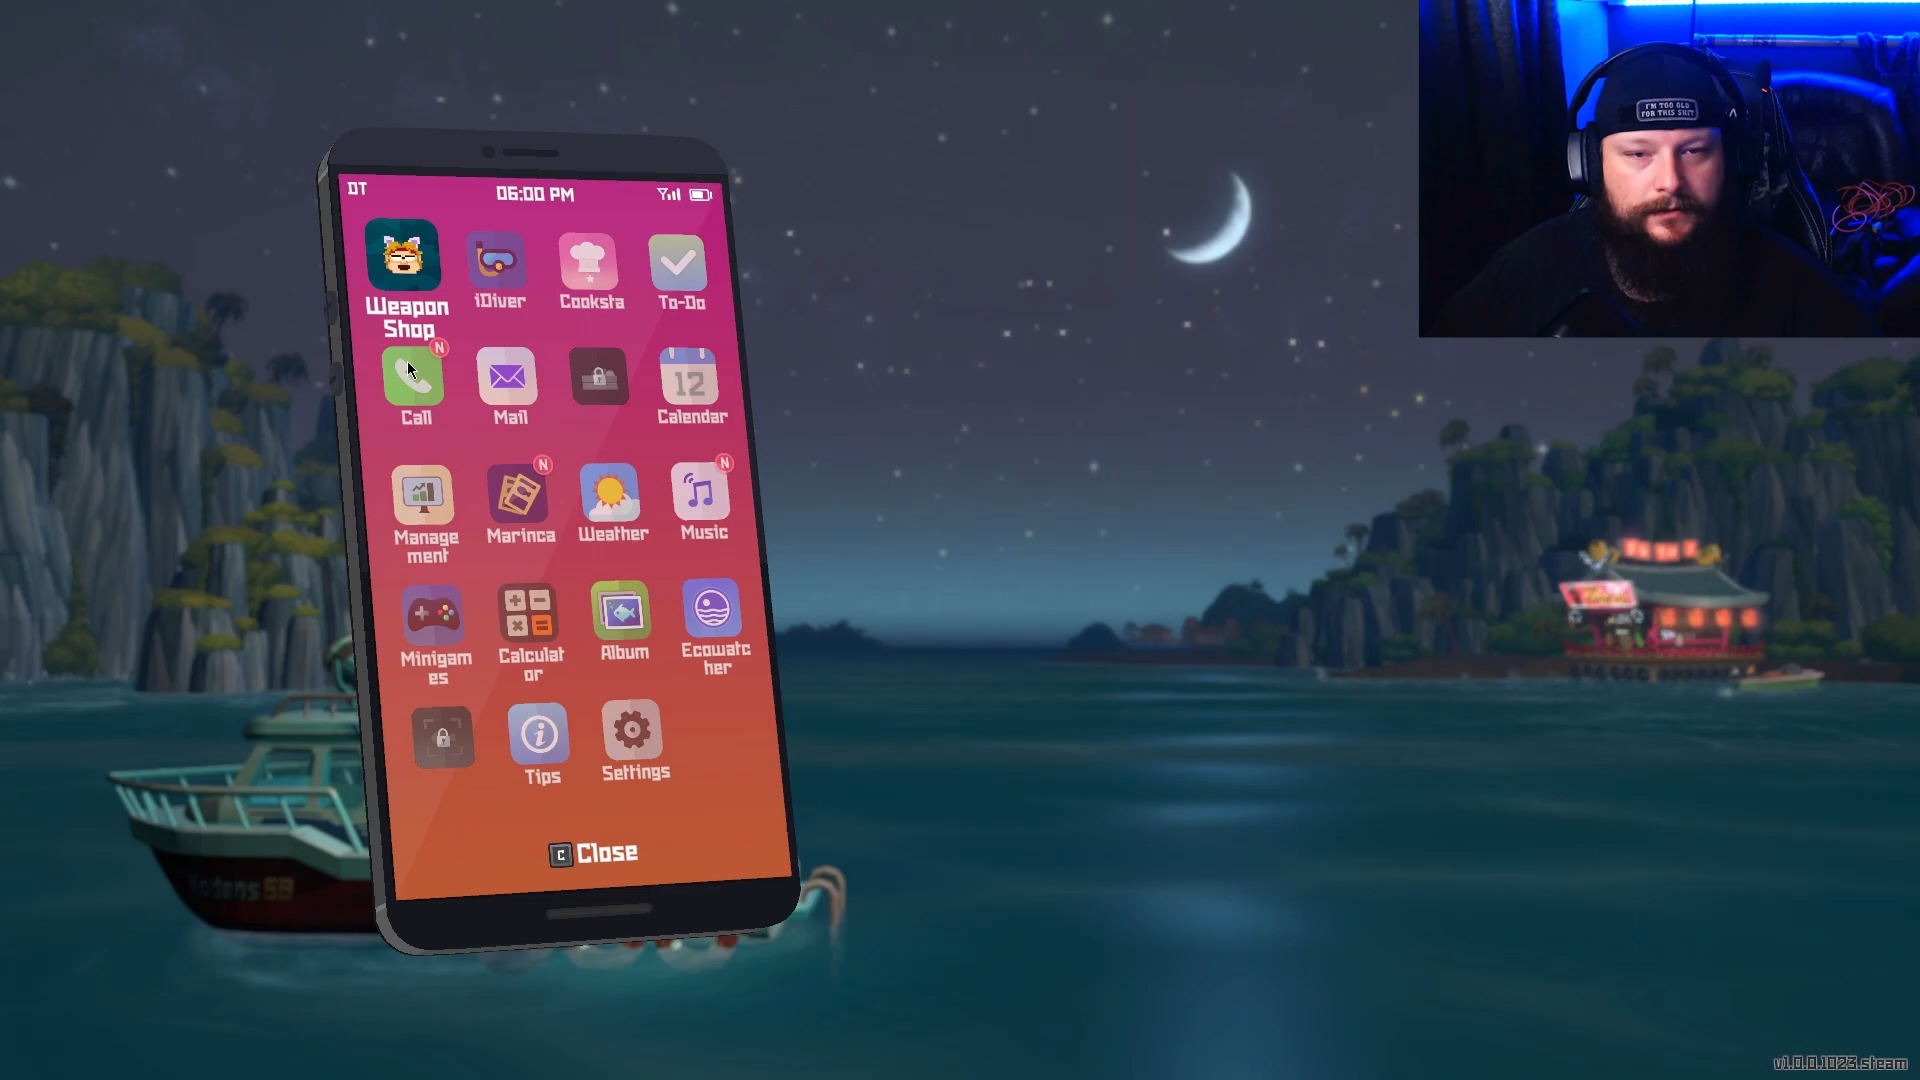 I'M TOO OLD
FOR THIS SHIT
DT
06:00 PM
Weapon
Shop
iDiver
Cooksta
To-Do
N
Call
Mail
12
Calendar
N
N
Manage
ment
Marinca
Weather
Music
Minigam
es
Calculat
or
Album
Ecowatc
her
Tips
Settings
C Close
v1.0.0.1023.steam